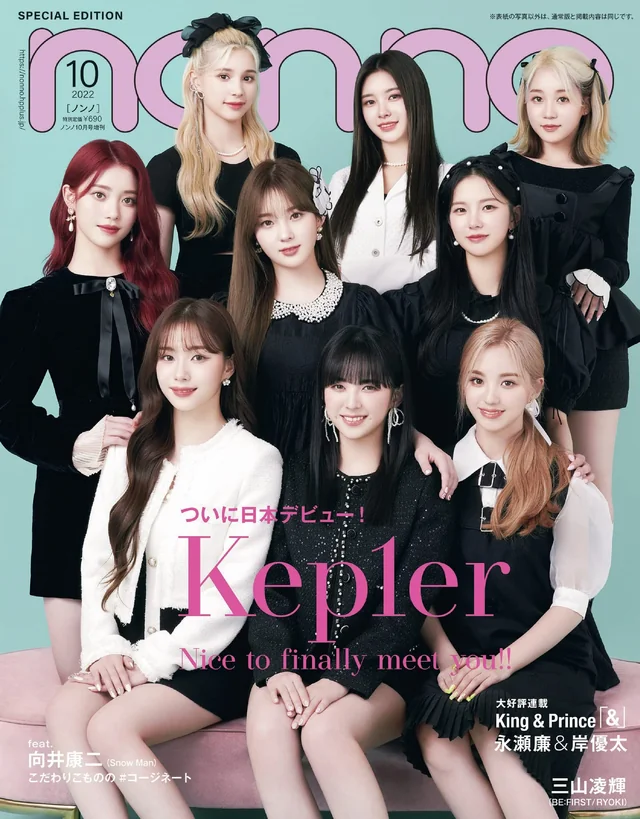 SPECIAL EDITION
※表紙の写真以外は、通常版と掲載内容は同じです。
non-no
https://nonno.hpplus.jp/
10
2022
[ノンノ]
特別定価¥690
ノンノ10月号増刊
ついに日本デビュー!
Kep1er
Nice to finally meet you!!
feat.
向井康二(Snow Man)
こだわりこものの #コージネート
大好評連載
King & Prince「&」
永瀬廉&岸優太
三山凌輝
(BE:FIRST/RYOKI)